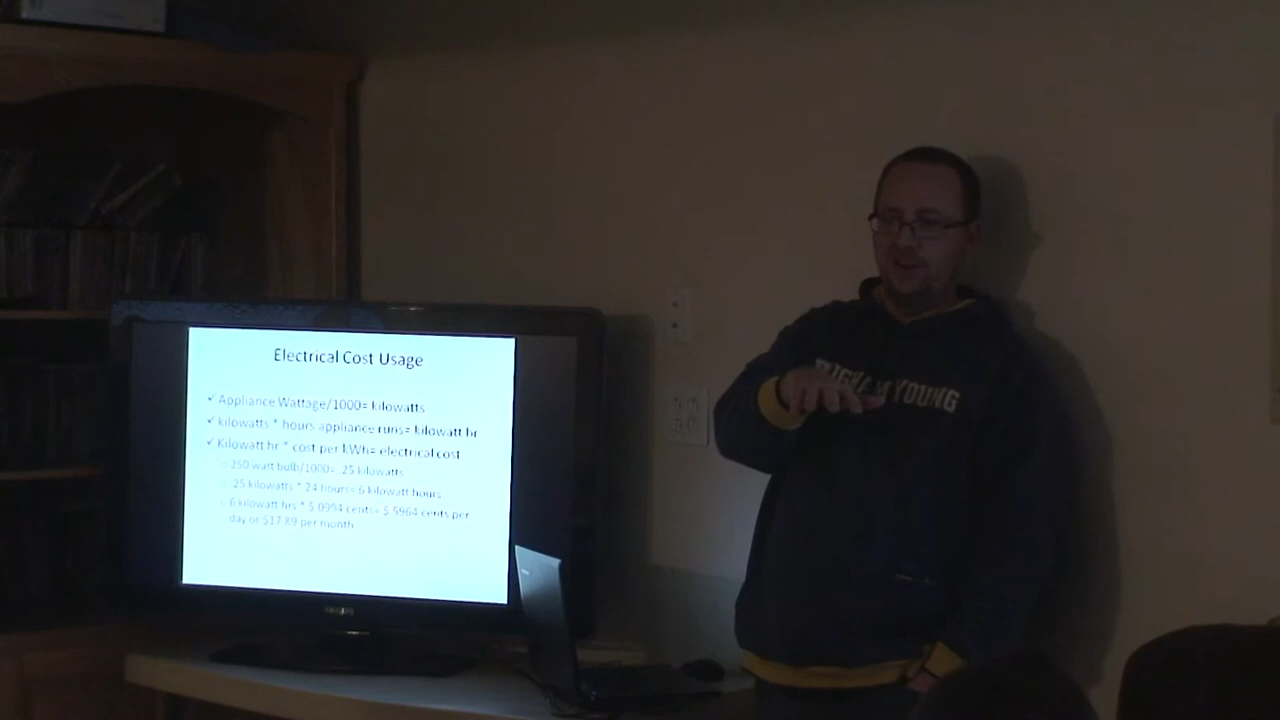 Electrical Cost Usage
✓ Appliance Wattage/1000= kilowatts
✓ kilowatts * hours appliance runs= kilowatt hr
✓ Kilowatt hr * cost per kWh= electrical cost
○ 250 watt bulb/1000= .25 kilowatts
○ .25 kilowatts * 24 hours= 6 kilowatt hours
○ 6 kilowatt hrs * $.0994 cents= $.5964 cents per
day or $17.89 per month
PHILIPS
BRIGHAM YOUNG